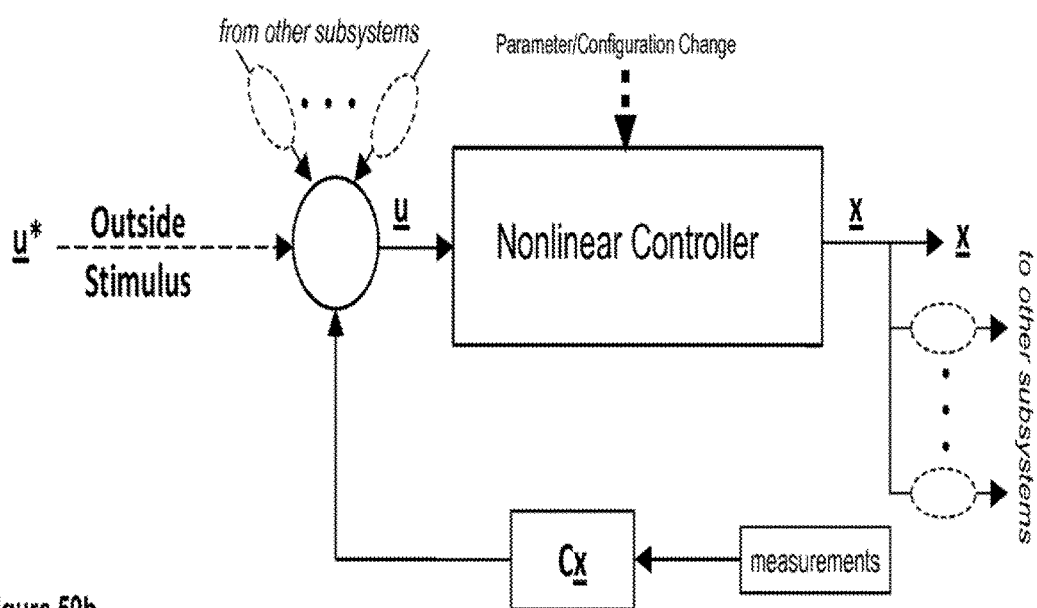 from other subsystems
Parameter/Configuration Change
u*
Outside
Stimulus
u
Nonlinear Controller
x
x
to other subsystems
Cx
measurements